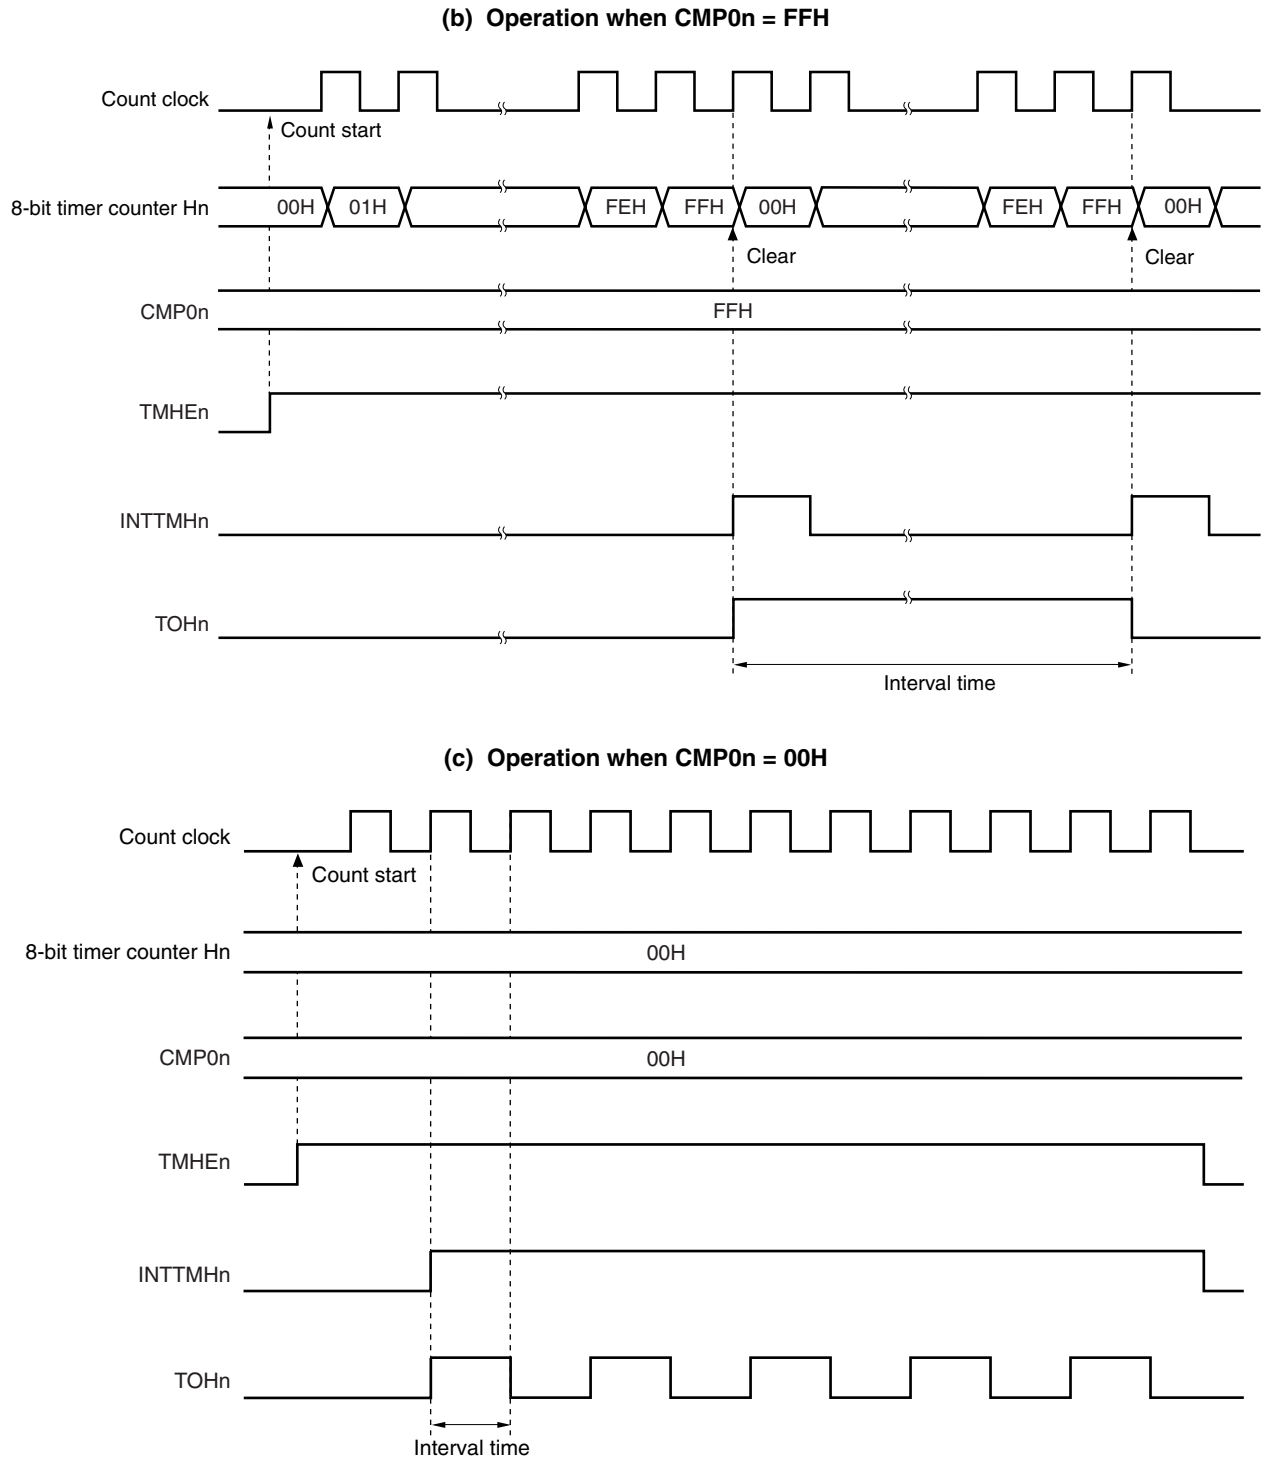 (b) Operation when CMP0n = FFH
Count clock
Count start
8-bit timer counter Hn
00H 01H FEH FFH 00H FEH FFH 00H
Clear Clear
CMP0n
FFH
TMHEn
INTTMHn
TOHn
Interval time
(c) Operation when CMP0n = 00H
Count clock
Count start
8-bit timer counter Hn
00H
CMP0n
00H
TMHEn
INTTMHn
TOHn
Interval time